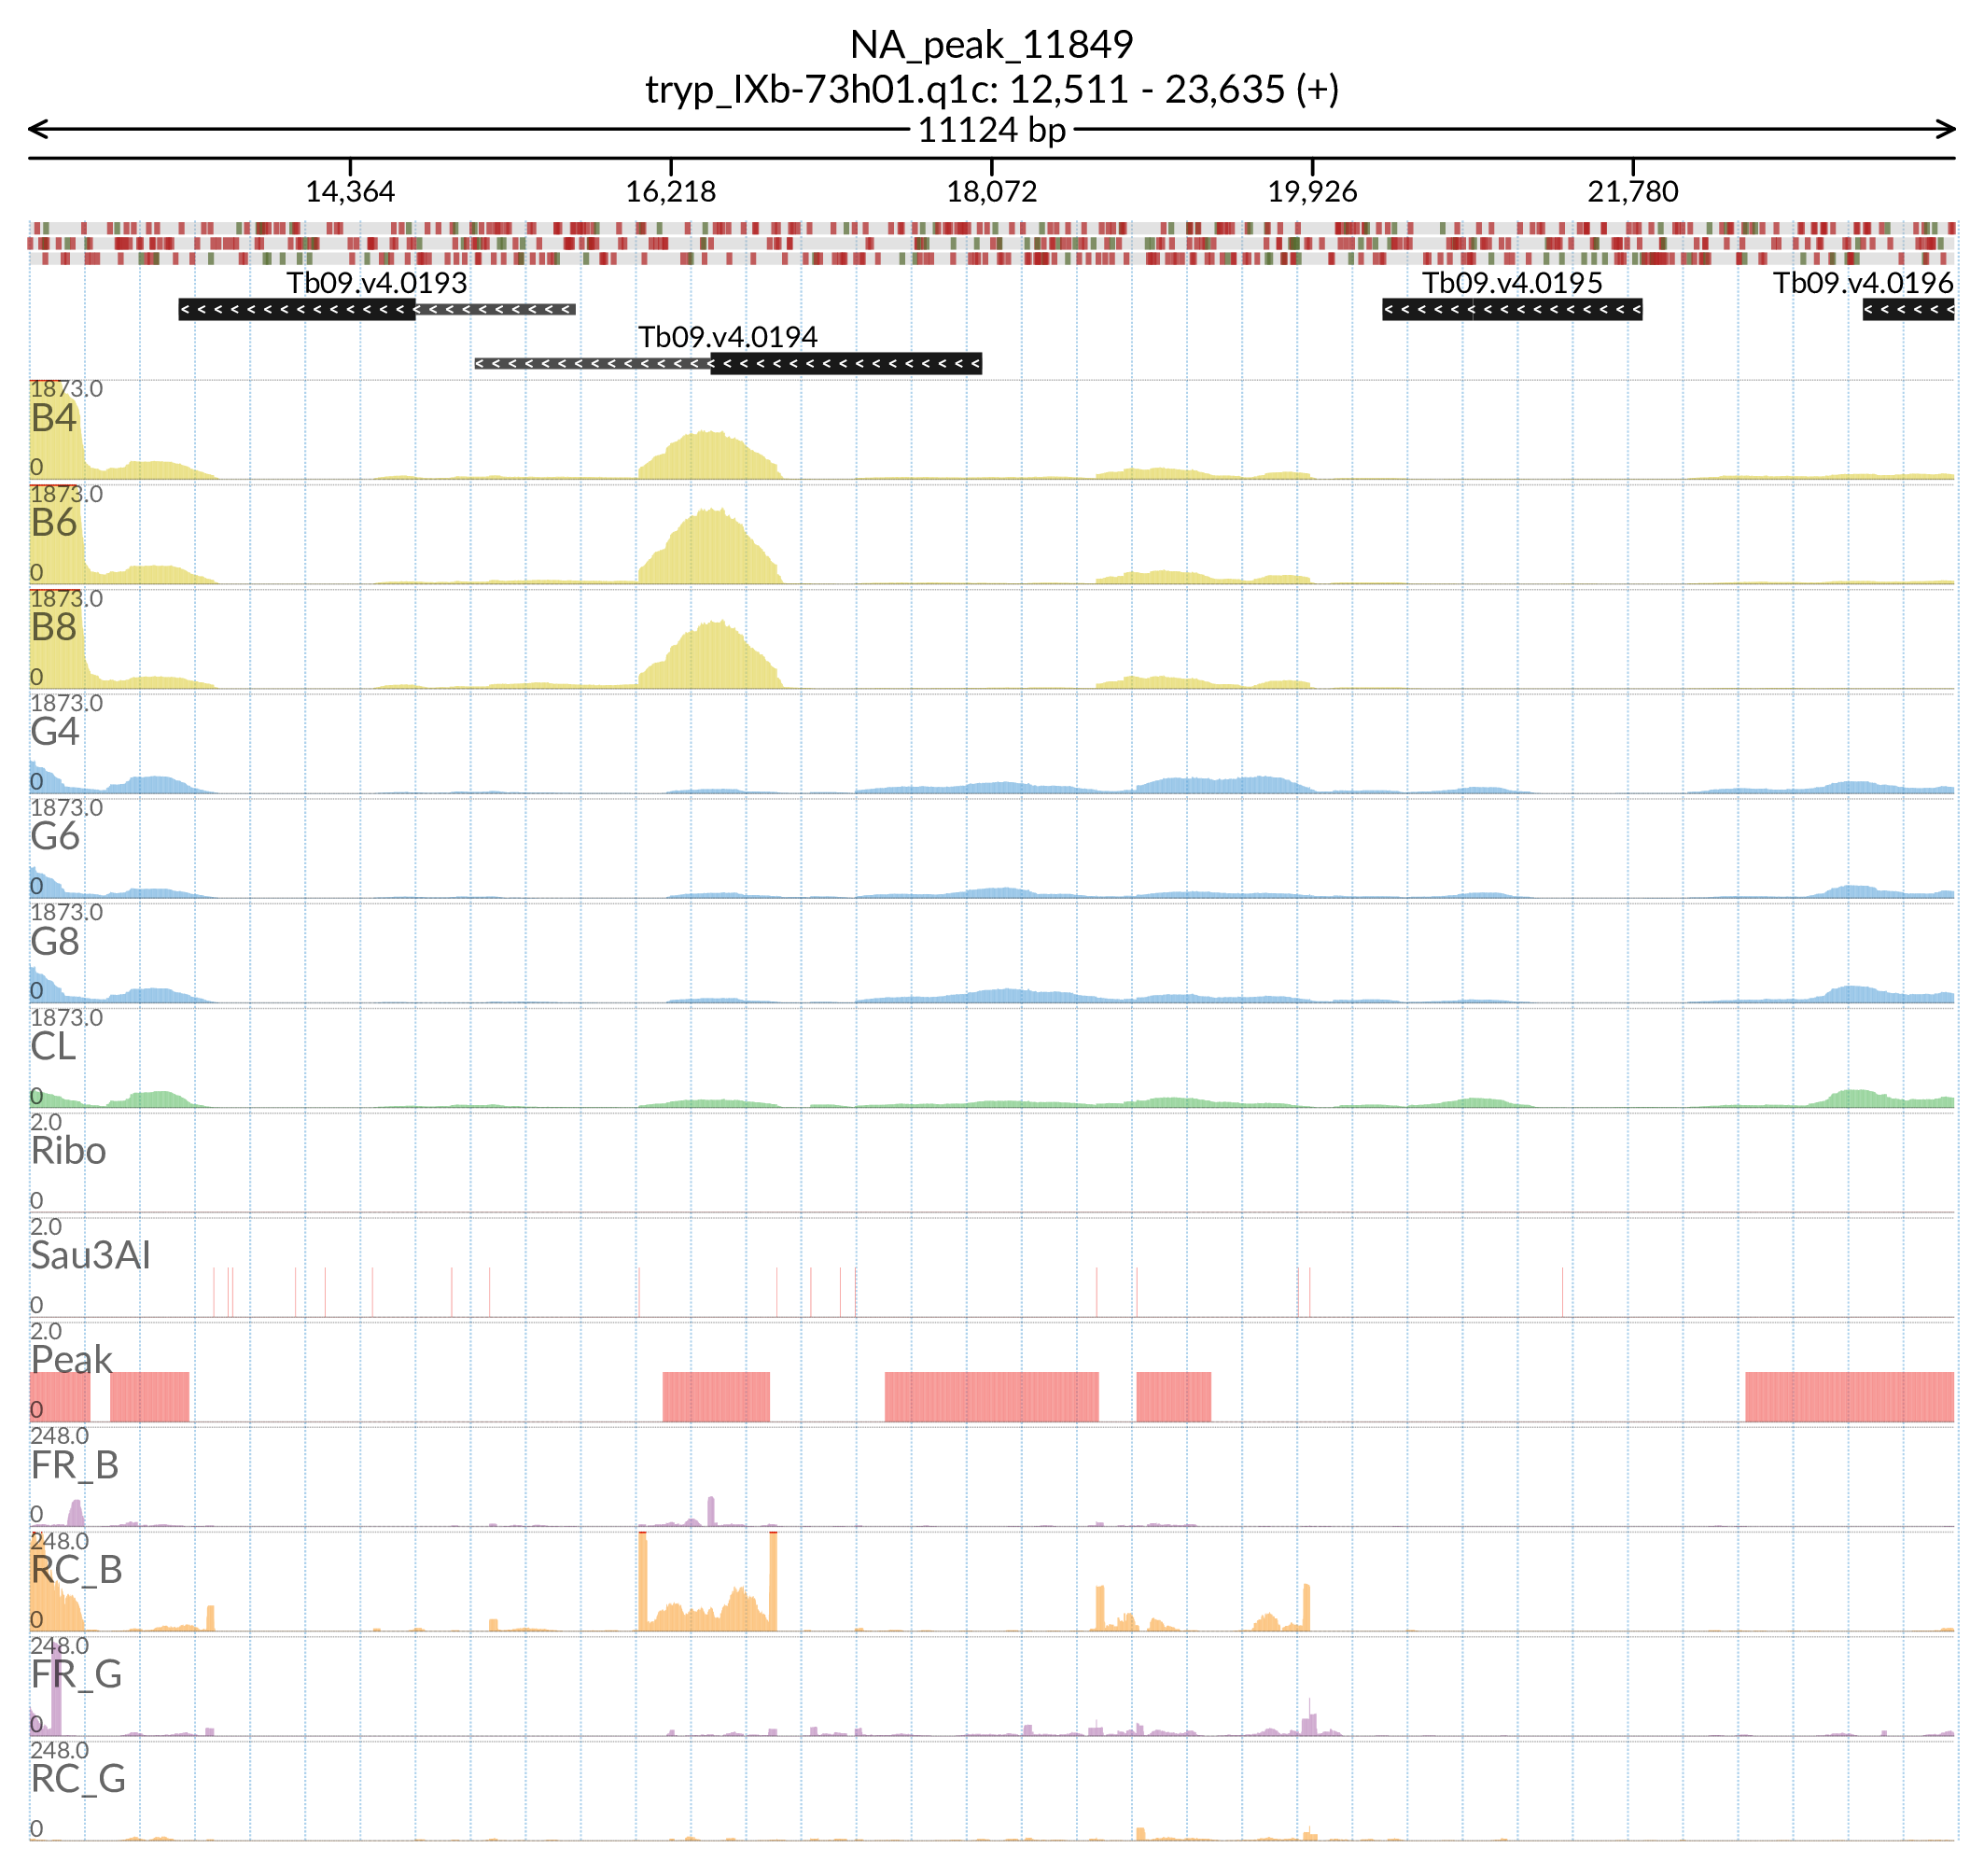 NA_peak_11849
tryp_IXb-73h01.q1c: 12,511 - 23,635 (+)
11124 bp
14,364 16,218 18,072 19,926 21,780
Tb09.v4.0193 Tb09.v4.0195 Tb09.v4.0196
Tb09.v4.0194
1873.0
B4
0
1873.0
B6
0
1873.0
B8
0
1873.0
G4
0
1873.0
G6
0
1873.0
G8
0
1873.0
CL
0
2.0
Ribo
0
2.0
Sau3AI
0
2.0
Peak
0
248.0
FR_B
0
248.0
RC_B
0
248.0
FR_G
0
248.0
RC_G
0